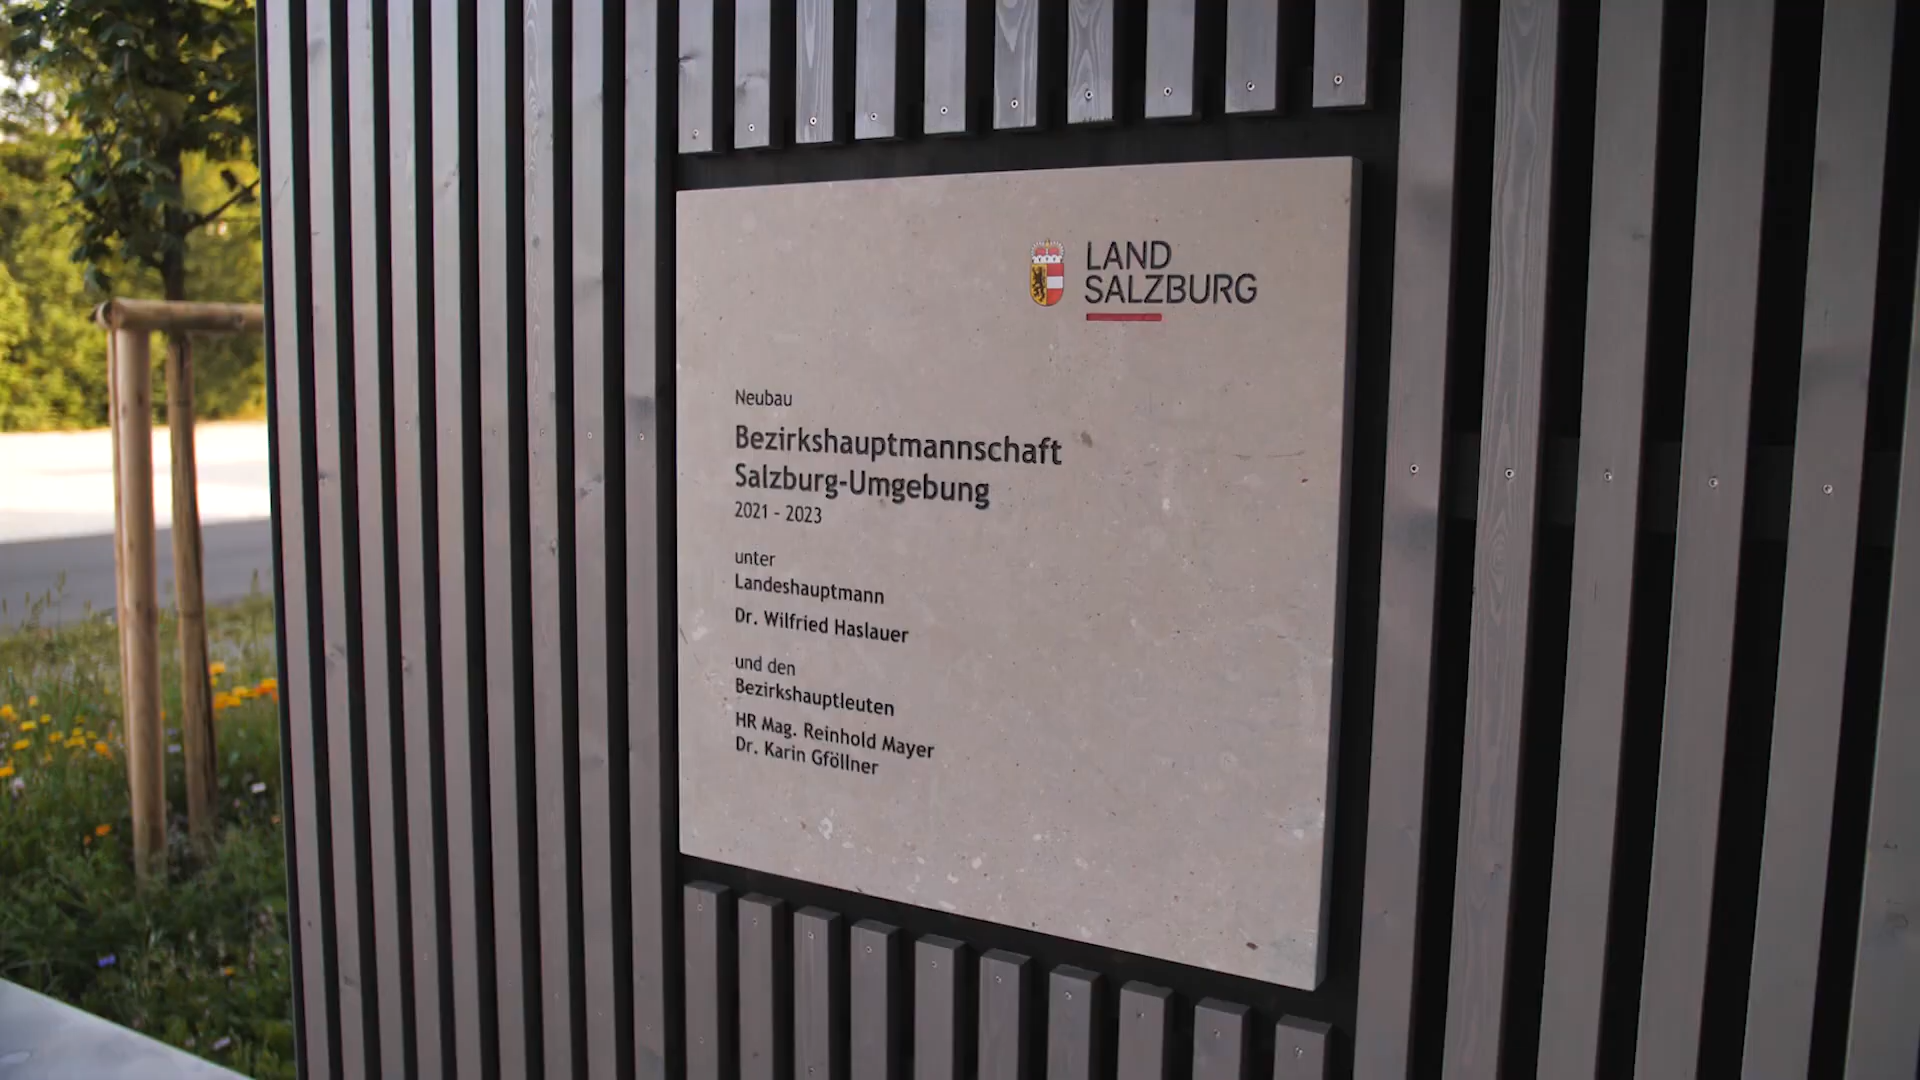 LAND
SALZBURG
Neubau
Bezirkshauptmannschaft
Salzburg-Umgebung
2021 - 2023
unter
Landeshauptmann
Dr. Wilfried Haslauer
und den
Bezirkshauptleuten
HR Mag. Reinhold Mayer
Dr. Karin Gföllner